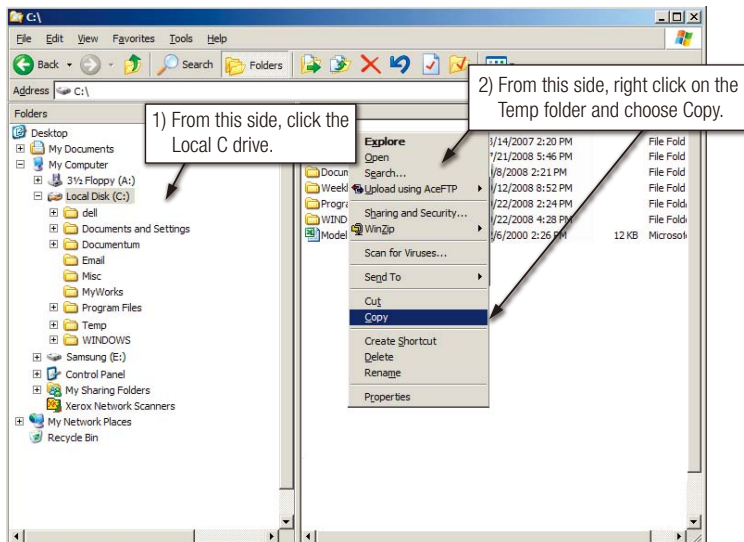 C:\
File Edit View Favorites Tools Help
Back Search Folders
Address C:\
Folders
1) From this side, click the
Local C drive.
2) From this side, right click on the
Temp folder and choose Copy.
Desktop
My Documents
My Computer
3½ Floppy (A:)
Local Disk (C:)
dell
Documents and Settings
Documentum
Email
Misc
MyWorks
Program Files
Temp
WINDOWS
Samsung (E:)
Control Panel
My Sharing Folders
Xerox Network Scanners
My Network Places
Recycle Bin
Explore
Open
Search...
Upload using AceFTP
Sharing and Security...
WinZip
Scan for Viruses...
Send To
Cut
Copy
Create Shortcut
Delete
Rename
Properties
/14/2007 2:20 PM File Fold
/21/2008 5:46 PM File Fold
/8/2008 2:21 PM File Fold
/12/2008 8:52 PM File Fold
/22/2008 2:24 PM File Fold
/22/2008 4:28 PM File Fold
/6/2000 2:26 PM 12 KB
Model